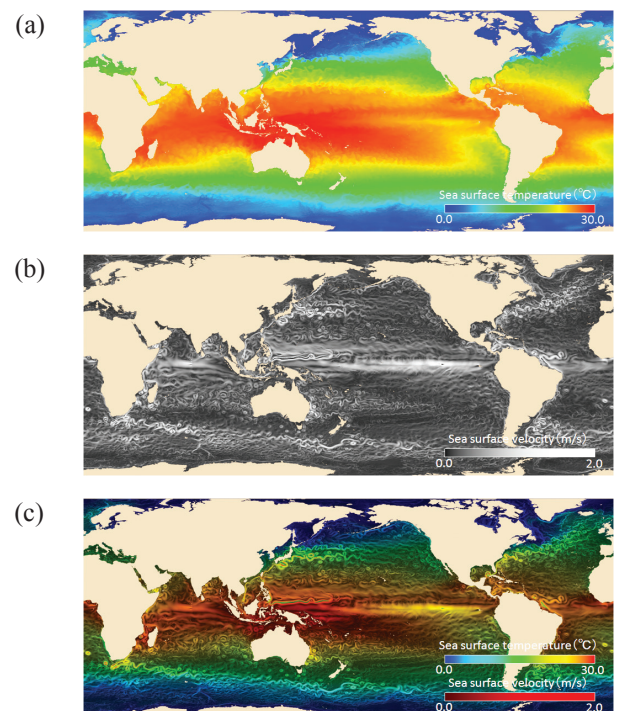 (a)
Sea surface temperature (℃)
0.0 30.0
(b)
Sea surface velocity (m/s)
0.0 2.0
(c)
Sea surface temperature (℃)
0.0 30.0
Sea surface velocity (m/s)
0.0 2.0